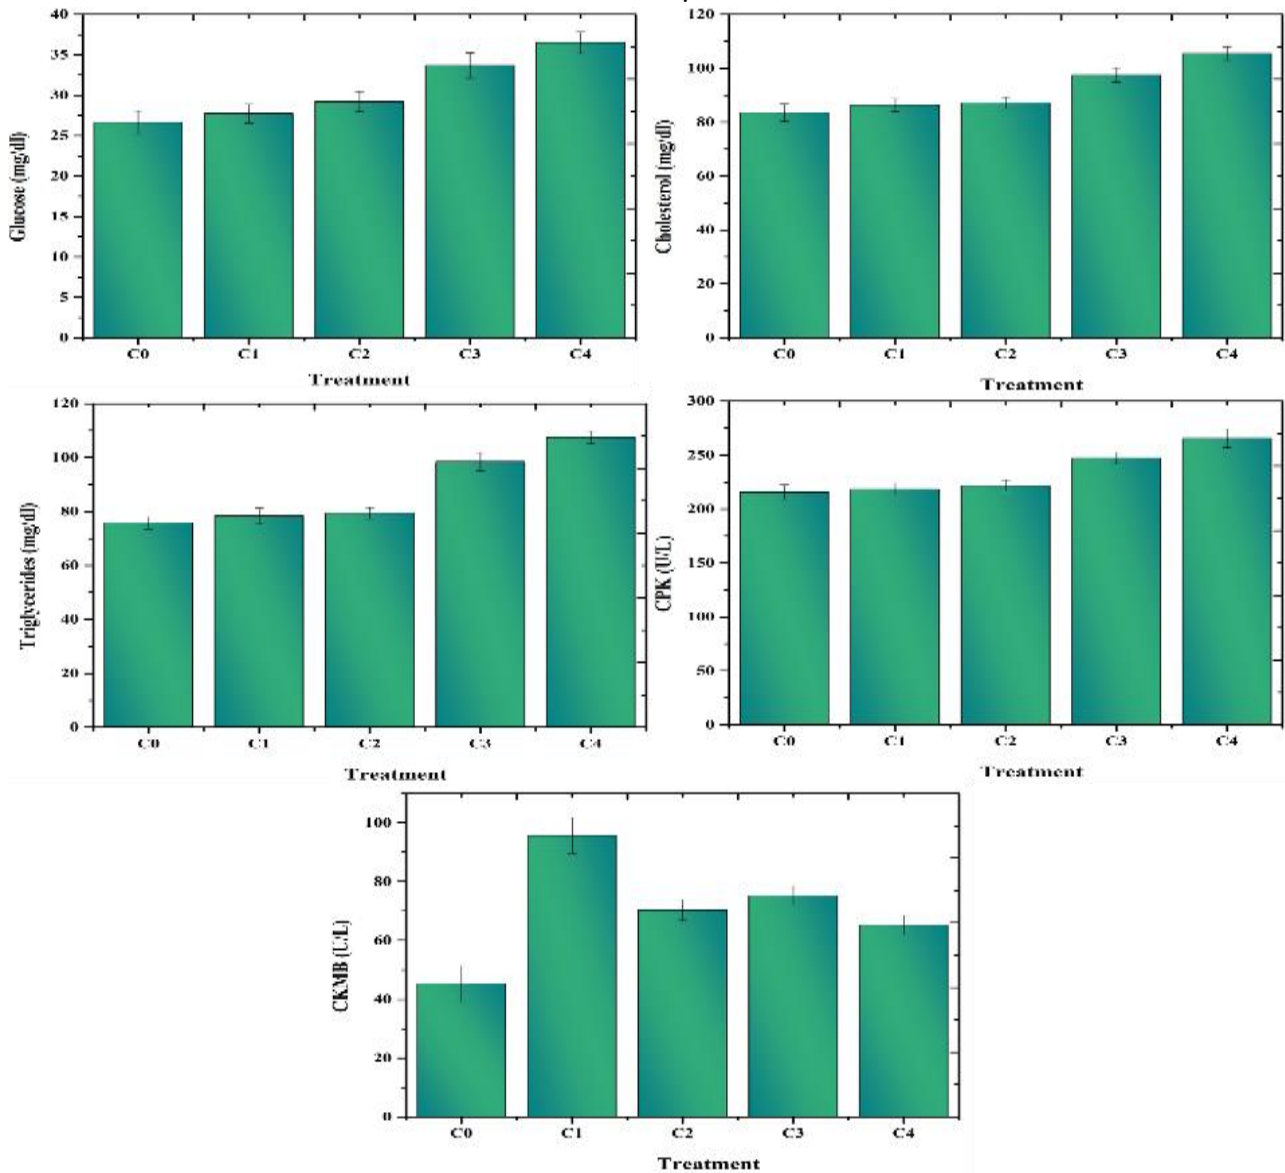 Glucose (mg/dl)
40
35
30
25
20
15
10
5
0
C0 C1 C2 C3 C4
Treatment
Cholesterol (mg/dl)
120
100
80
60
40
20
0
C0 C1 C2 C3 C4
Treatment
Triglycerides (mg/dl)
120
100
80
60
40
20
0
C0 C1 C2 C3 C4
Treatment
CPK (U/L)
300
250
200
150
100
50
0
C0 C1 C2 C3 C4
Treatment
CKMB (U/L)
100
80
60
40
20
0
C0 C1 C2 C3 C4
Treatment